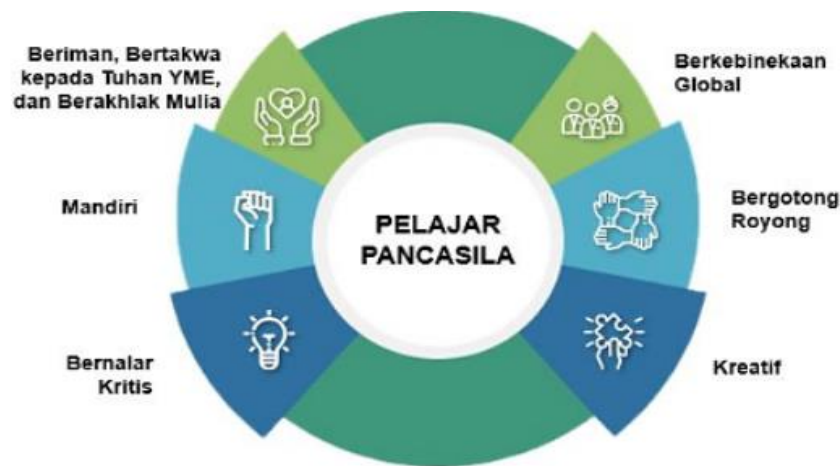 Beriman, Bertakwa
kepada Tuhan YME,
dan Berakhlak Mulia
Berkebinekaan
Global
Mandiri
PELAJAR
PANCASILA
Bergotong
Royong
Bernalar
Kritis
Kreatif